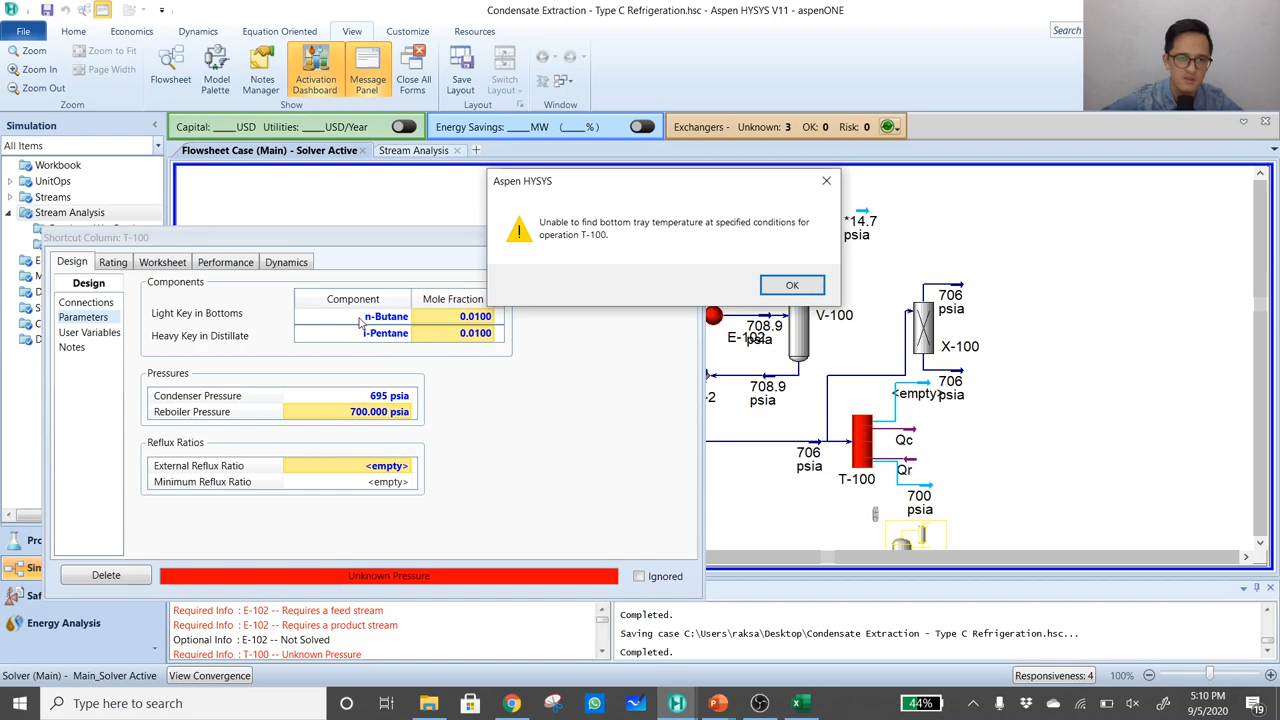 Condensate Extraction - Type C Refrigeration.hsc - Aspen HYSYS V11 - aspenONE
File
Home
Economics
Dynamics
Equation Oriented
View
Customize
Resources
Search
Zoom
Zoom to Fit
Zoom In
Page Width
Zoom Out
Zoom
Flowsheet
Model
Palette
Notes
Manager
Activation
Dashboard
Message
Panel
Close All
Forms
Show
Save
Layout
Switch
Layout
Layout
Window
Simulation
Capital: ____USD Utilities: ____USD/Year
Energy Savings: ____MW (____%)
Exchangers - Unknown: 3 OK: 0 Risk: 0
All Items
Flowsheet Case (Main) - Solver Active
Stream Analysis
Workbook
UnitOps
Streams
Stream Analysis
Aspen HYSYS
Unable to find bottom tray temperature at specified conditions for
operation T-100.
OK
Shortcut Column: T-100
Design
Rating
Worksheet
Performance
Dynamics
Design
Connections
Parameters
User Variables
Notes
Components
Component
Mole Fraction
Light Key in Bottoms
n-Butane
0.0100
Heavy Key in Distillate
i-Pentane
0.0100
Pressures
Condenser Pressure
695 psia
Reboiler Pressure
700.000 psia
Reflux Ratios
External Reflux Ratio
<empty>
Minimum Reflux Ratio
<empty>
Delete
Unknown Pressure
Ignored
*14.7
psia
V-100
E-102
708.9
psia
708.9
psia
-2
706
psia
X-100
706
psia
<empty>
706
psia
Qc
Qr
T-100
700
psia
Pro
Sim
Saf
Energy Analysis
Required Info : E-102 -- Requires a feed stream
Required Info : E-102 -- Requires a product stream
Optional Info : E-102 -- Not Solved
Required Info : T-100 -- Unknown Pressure
Completed.
Saving case C:\Users\raksa\Desktop\Condensate Extraction - Type C Refrigeration.hsc...
Completed.
Solver (Main) - Main_Solver Active
View Convergence
Responsiveness: 4
100%
Type here to search
44%
5:10 PM
9/5/2020
19